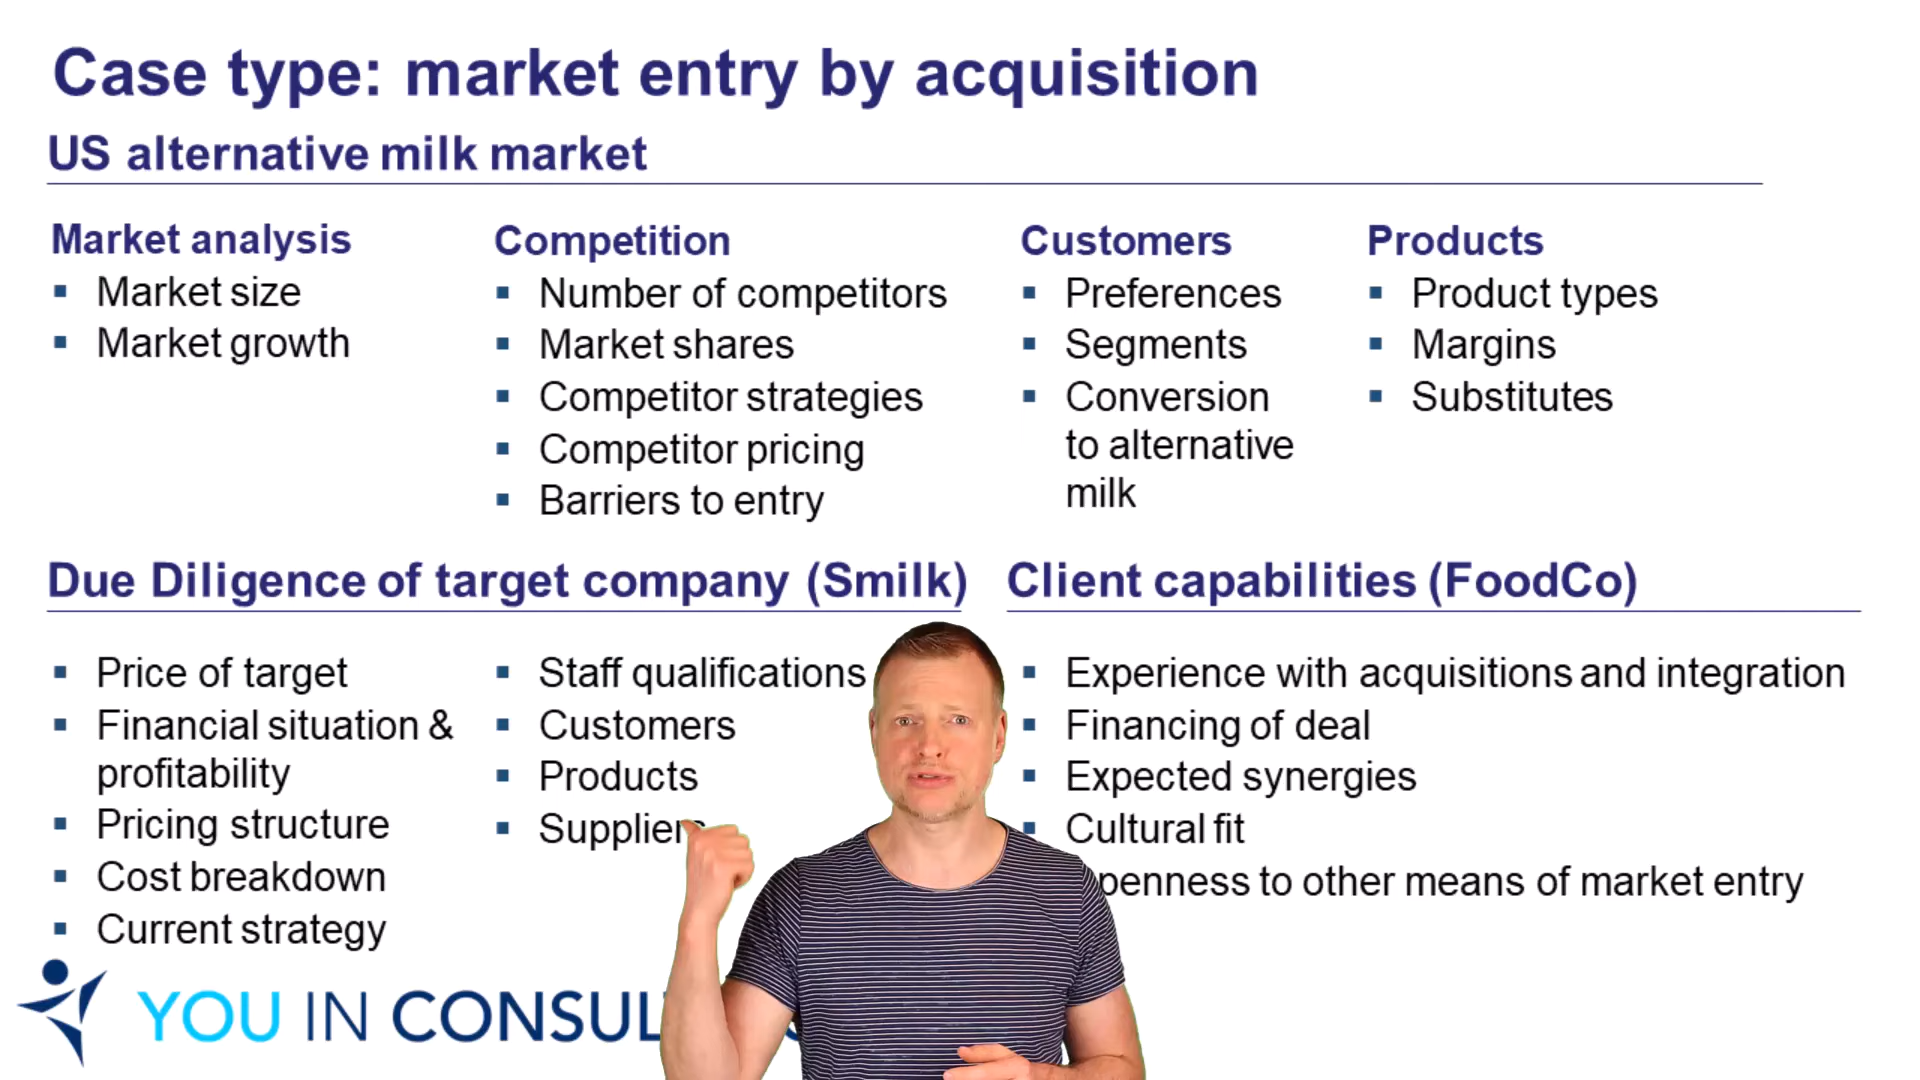 Case type: market entry by acquisition
US alternative milk market
Market analysis
Market size
Market growth
Competition
Number of competitors
Market shares
Competitor strategies
Competitor pricing
Barriers to entry
Customers
Preferences
Segments
Conversion
to alternative
milk
Products
Product types
Margins
Substitutes
Due Diligence of target company (Smilk)
Price of target
Financial situation &
profitability
Pricing structure
Cost breakdown
Current strategy
Staff qualifications
Customers
Products
Suppliers
Client capabilities (FoodCo)
Experience with acquisitions and integration
Financing of deal
Expected synergies
Cultural fit
to other means of market entry
YOU IN